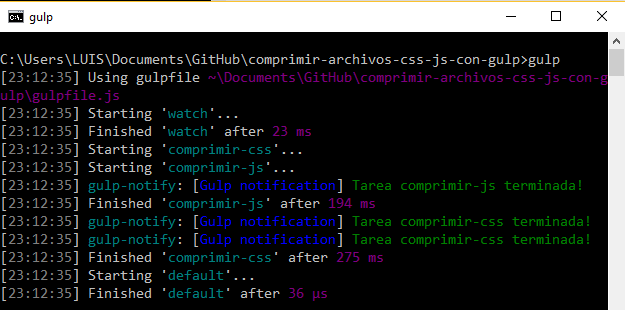 gulp
C:\Users\LUIS\Documents\GitHub\comprimir-archivos-css-js-con-gulp>gulp
[23:12:35] Using gulpfile ~\Documents\GitHub\comprimir-archivos-css-js-con-g
ulp\gulpfile.js
[23:12:35] Starting 'watch'...
[23:12:35] Finished 'watch' after 23 ms
[23:12:35] Starting 'comprimir-css'...
[23:12:35] Starting 'comprimir-js'...
[23:12:35] gulp-notify: [Gulp notification] Tarea comprimir-js terminada!
[23:12:35] Finished 'comprimir-js' after 194 ms
[23:12:35] gulp-notify: [Gulp notification] Tarea comprimir-css terminada!
[23:12:35] gulp-notify: [Gulp notification] Tarea comprimir-css terminada!
[23:12:35] Finished 'comprimir-css' after 275 ms
[23:12:35] Starting 'default'...
[23:12:35] Finished 'default' after 36 μs